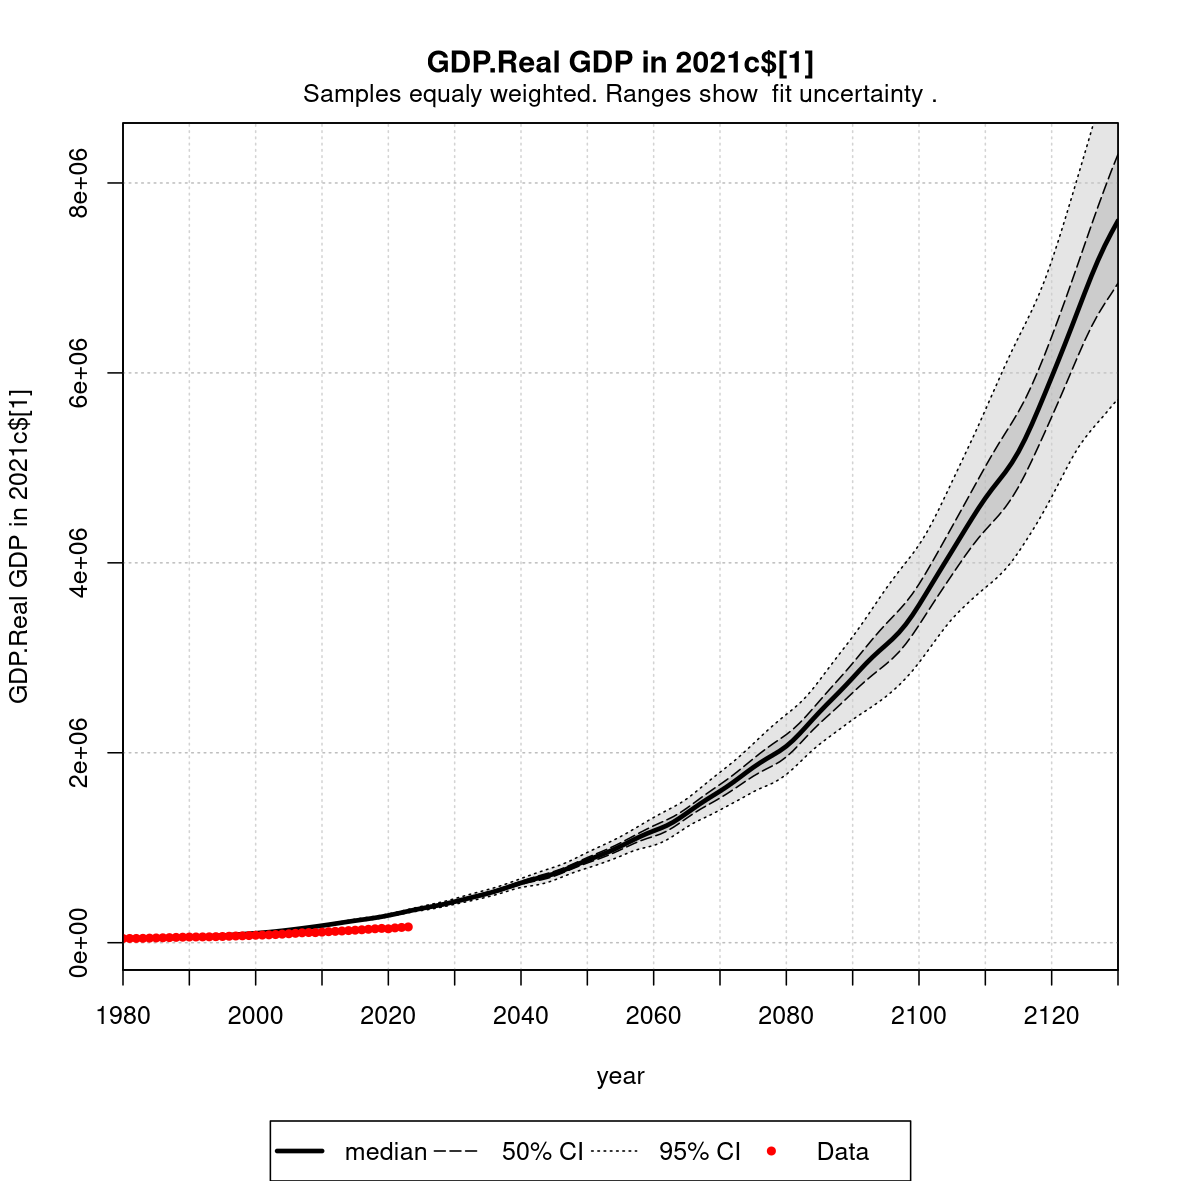 GDP.Real GDP in 2021c$[1]
Samples equaly weighted. Ranges show  fit uncertainty .
GDP.Real GDP in 2021c$[1]
8e+06
6e+06
4e+06
2e+06
0e+00
1980 2000 2020 2040 2060 2080 2100 2120
year
median 50% CI 95% CI Data